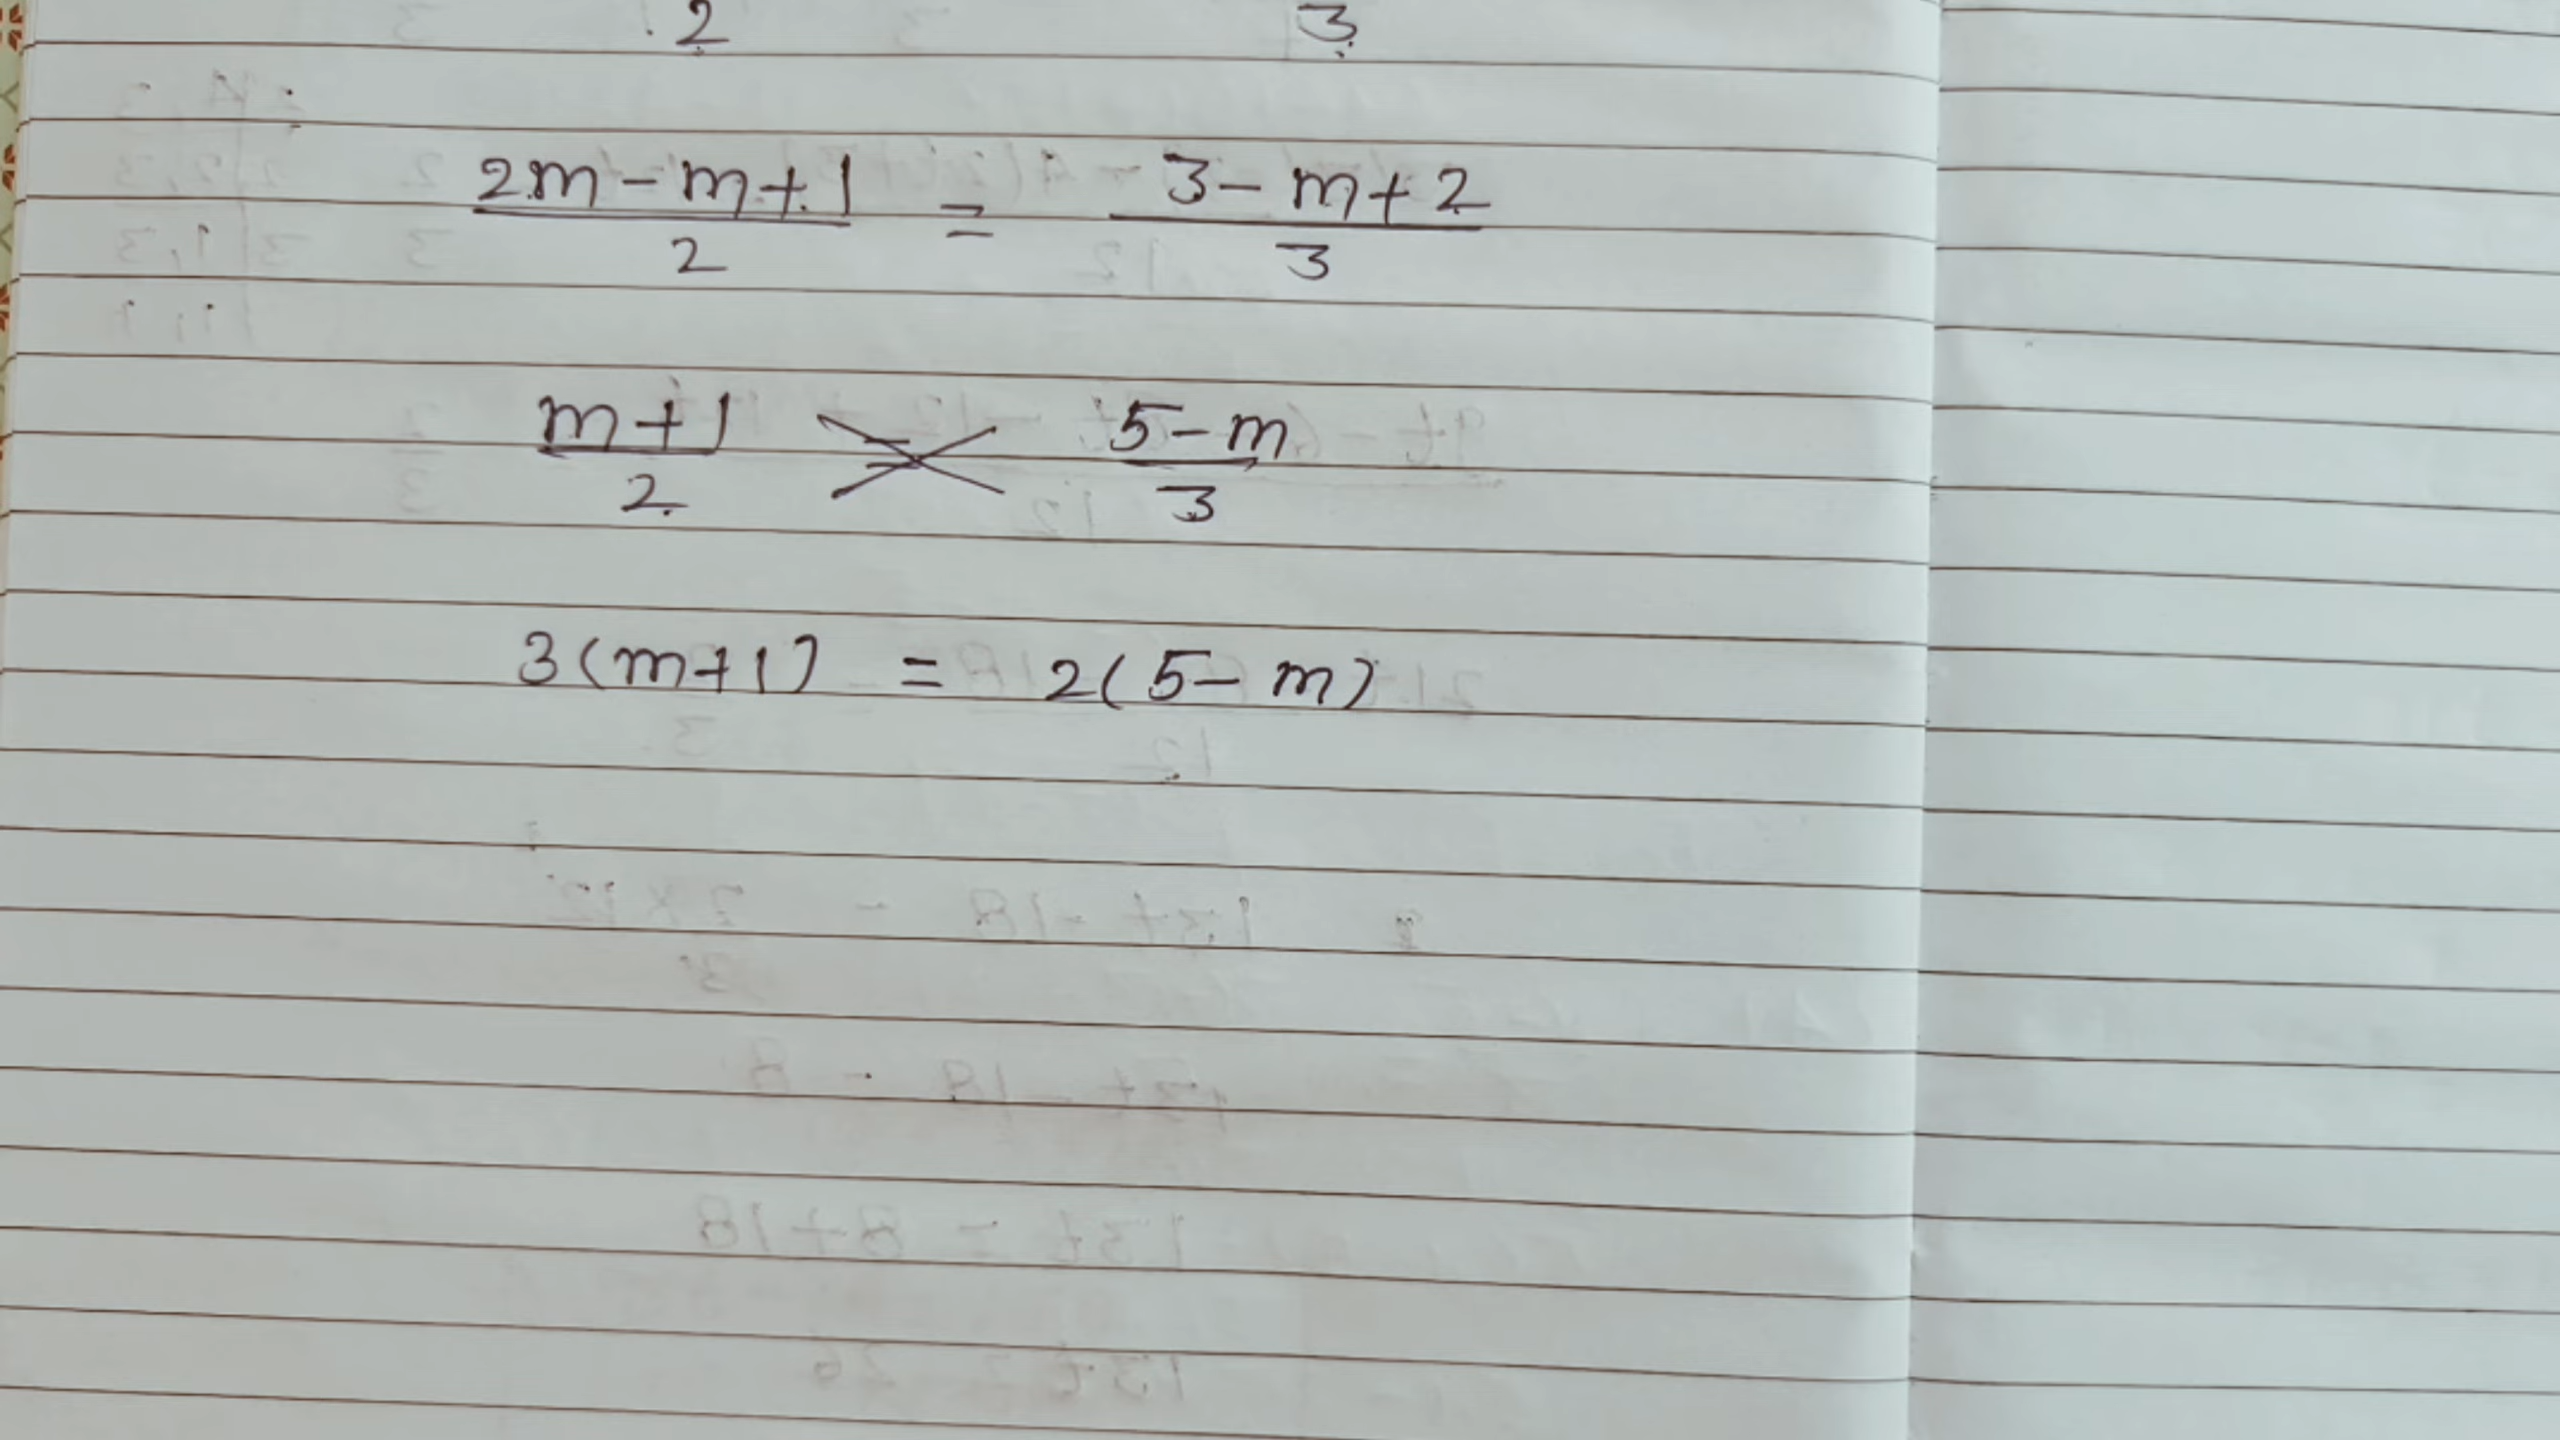 2 3
2m-m+1 = 3-m+2
2 3
m+1 = 5-m
2 3
3(m+1) = 2(5-m)